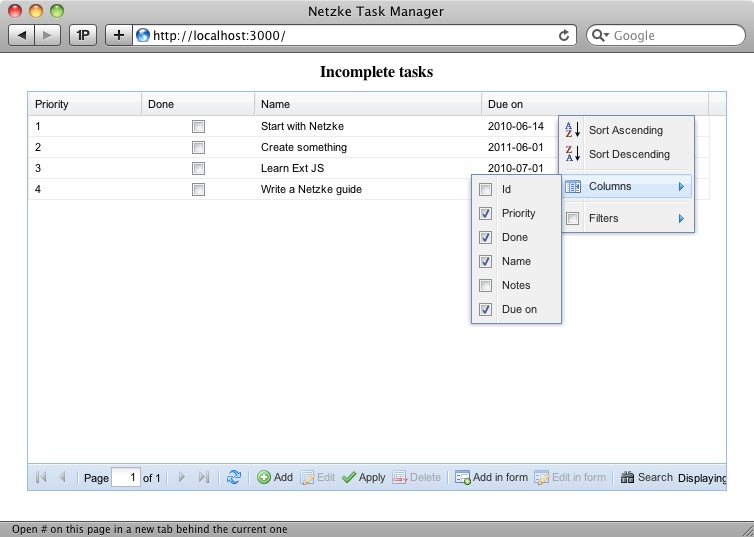 Netzke Task Manager
1P
http://localhost:3000/
Google
Incomplete tasks
Priority Done Name Due on
1 Start with Netzke 2010-06-14
2 Create something 2011-06-01
3 Learn Ext JS 2010-07-01
4 Write a Netzke guide
Sort Ascending
Sort Descending
Columns
Filters
Id
Priority
Done
Name
Notes
Due on
Page 1 of 1 Add Edit Apply Delete Add in form Edit in form Search Displaying
Open # on this page in a new tab behind the current one